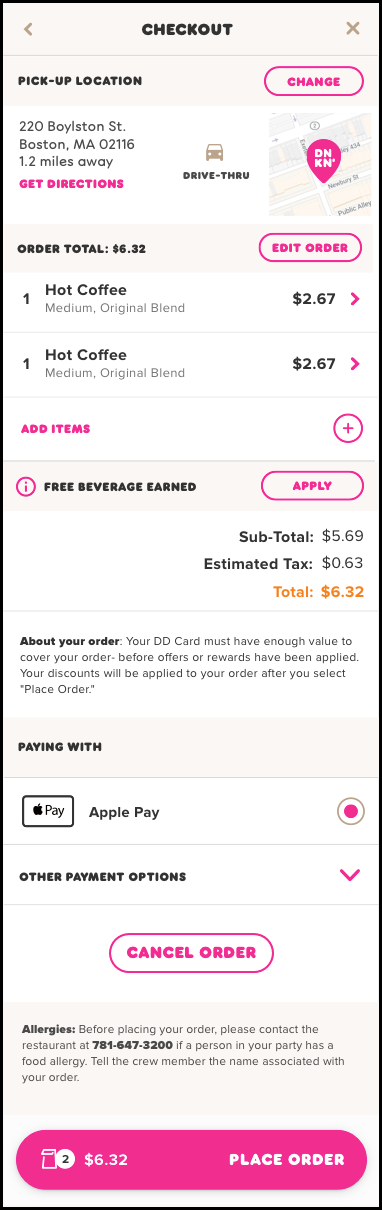 CHECKOUT
PICK-UP LOCATION
CHANGE
220 Boylston St.
Boston, MA 02116
1.2 miles away
GET DIRECTIONS
DRIVE-THRU
DN
KN'
Newbury St
Public Alley
ORDER TOTAL: $6.32
EDIT ORDER
1 Hot Coffee $2.67
Medium, Original Blend
1 Hot Coffee $2.67
Medium, Original Blend
ADD ITEMS
FREE BEVERAGE EARNED
APPLY
Sub-Total: $5.69
Estimated Tax: $0.63
Total: $6.32
About your order: Your DD Card must have enough value to
cover your order- before offers or rewards have been applied.
Your discounts will be applied to your order after you select
"Place Order."
PAYING WITH
Pay Apple Pay
OTHER PAYMENT OPTIONS
CANCEL ORDER
Allergies: Before placing your order, please contact the
restaurant at 781-647-3200 if a person in your party has a
food allergy. Tell the crew member the name associated with
your order.
2 $6.32 PLACE ORDER